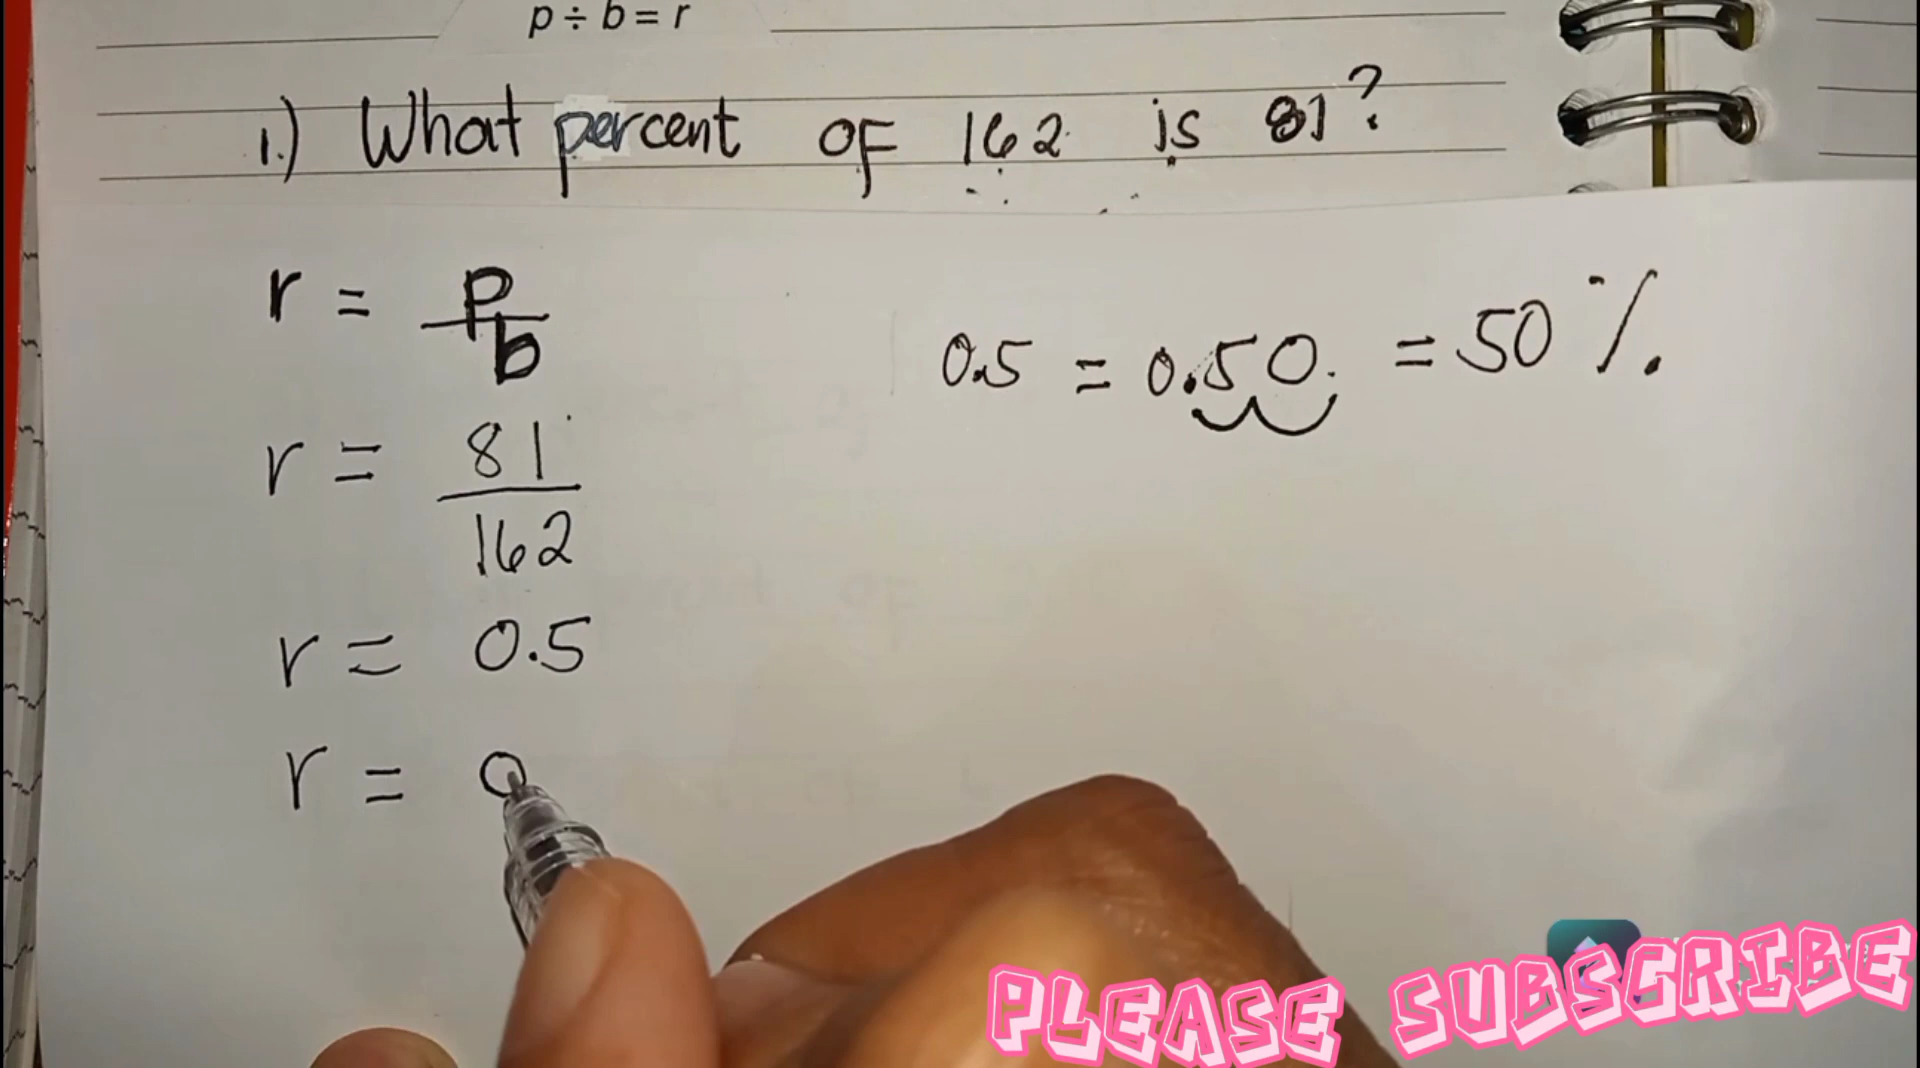 p ÷ b = r
1.) What percent of 162 is 81?
r = p/b
0.5 = 0.50. = 50%
r = 81/162
r = 0.5
r = 0
PLEASE SUBSCRIBE